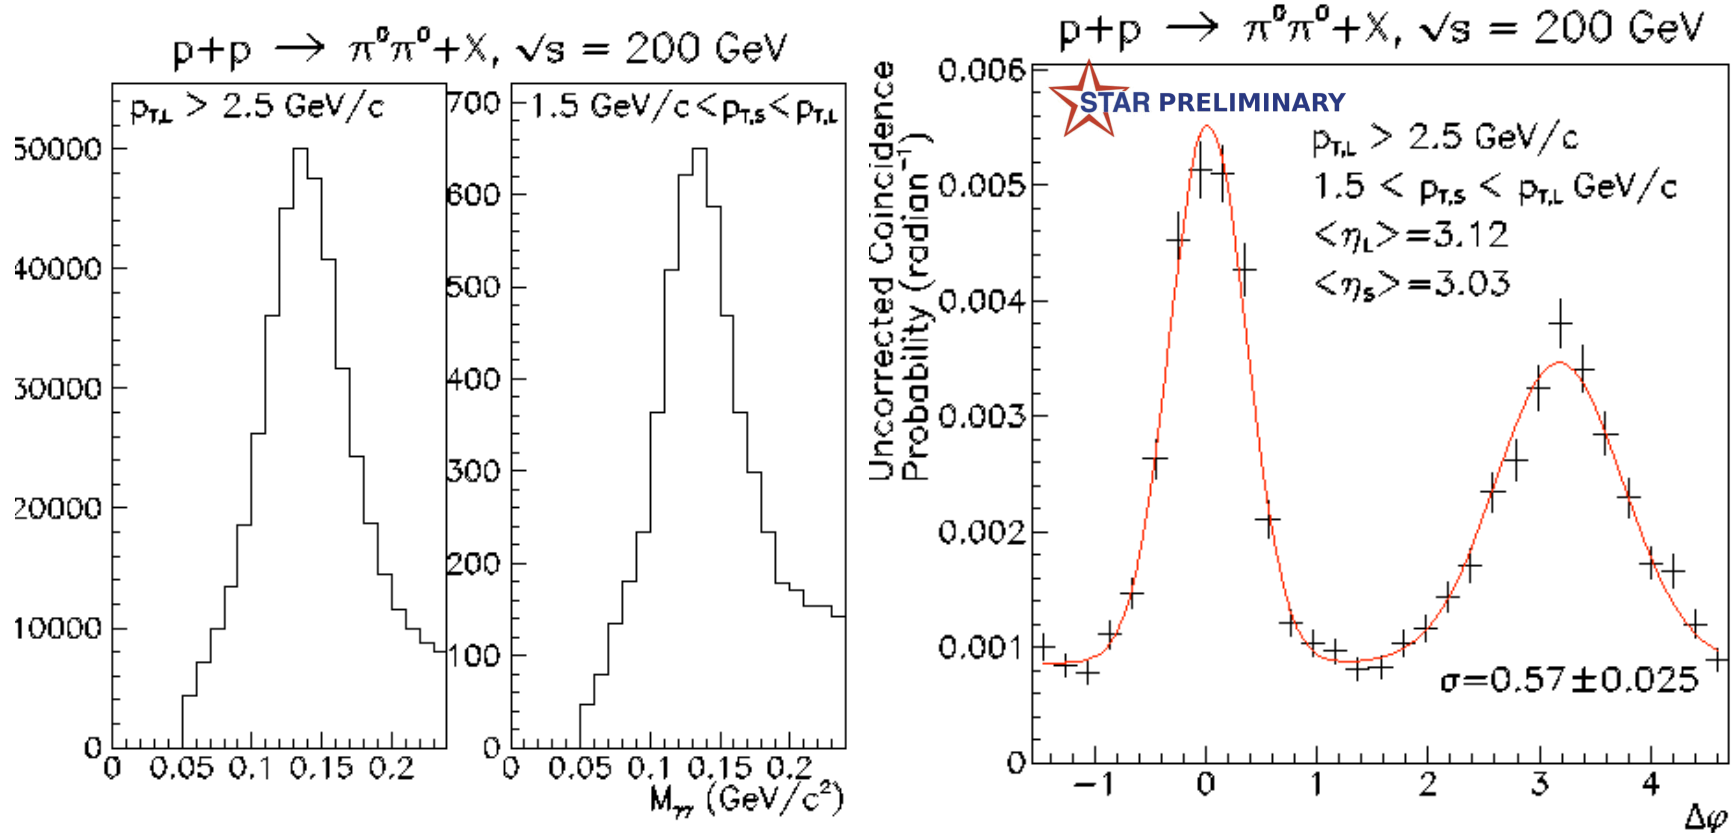 p+p → π⁰π⁰+X, √s = 200 GeV
p_T,L > 2.5 GeV/c
50000
40000
30000
20000
10000
0
0 0.05 0.1 0.15 0.2
1.5 GeV/c<p_T,S<p_T,L
700
600
500
400
300
200
100
0
0 0.05 0.1 0.15 0.2
M_γγ (GeV/c²)
p+p → π⁰π⁰+X, √s = 200 GeV
Uncorrected Coincidence
Probability (radian⁻¹)
STAR PRELIMINARY
p_T,L > 2.5 GeV/c
1.5 < p_T,S < p_T,L GeV/c
<η_L>=3.12
<η_S>=3.03
σ=0.57±0.025
0.006
0.005
0.004
0.003
0.002
0.001
0
−1 0 1 2 3 4
Δφ